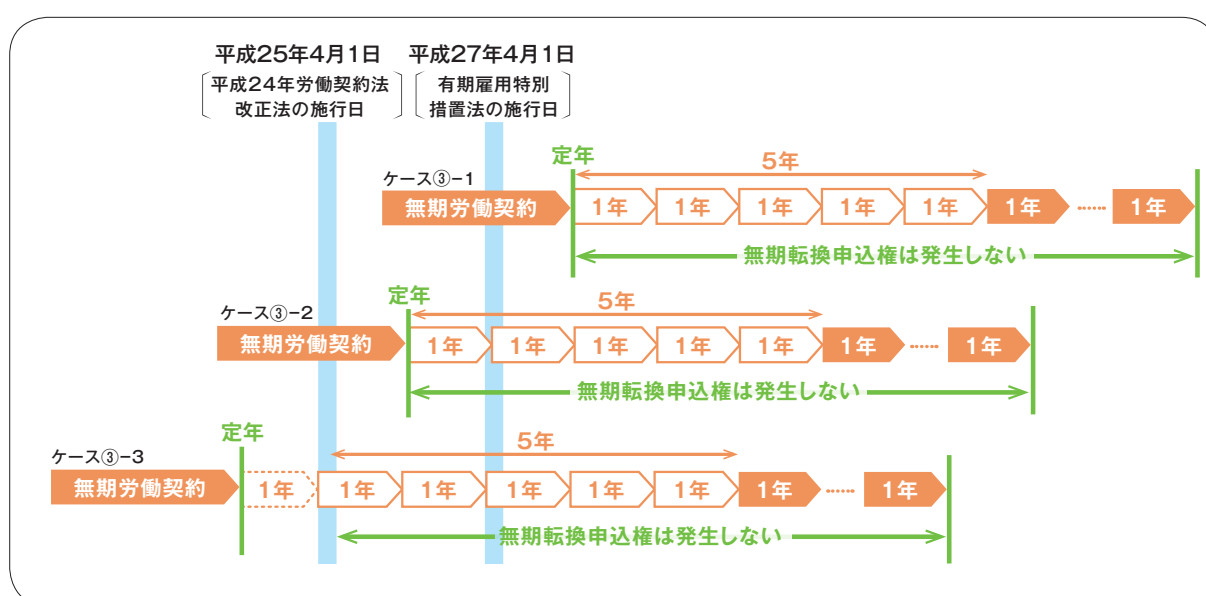 平成25年4月1日
平成24年労働契約法
改正法の施行日
平成27年4月1日
有期雇用特別
措置法の施行日
定年
5年
ケース③-1
無期労働契約
1年 1年 1年 1年 1年 1年 …… 1年
無期転換申込権は発生しない
定年
5年
ケース③-2
無期労働契約
1年 1年 1年 1年 1年 1年 …… 1年
無期転換申込権は発生しない
定年
5年
ケース③-3
無期労働契約
1年 1年 1年 1年 1年 1年 1年 …… 1年
無期転換申込権は発生しない